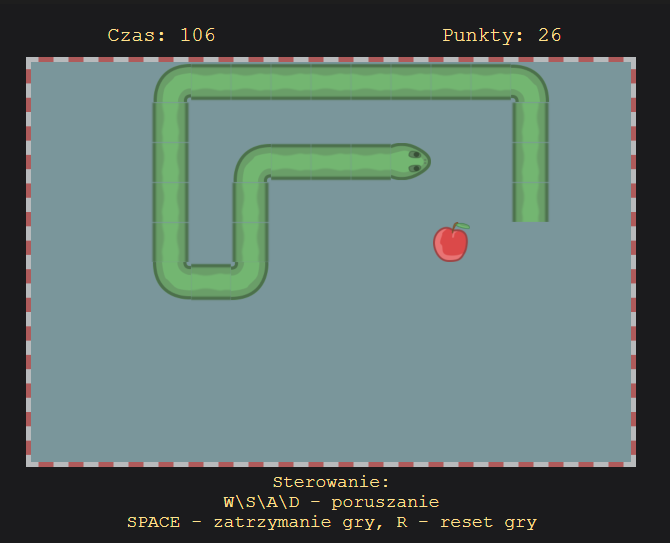 Czas: 106
Punkty: 26
Sterowanie:
W\S\A\D - poruszanie
SPACE - zatrzymanie gry, R - reset gry